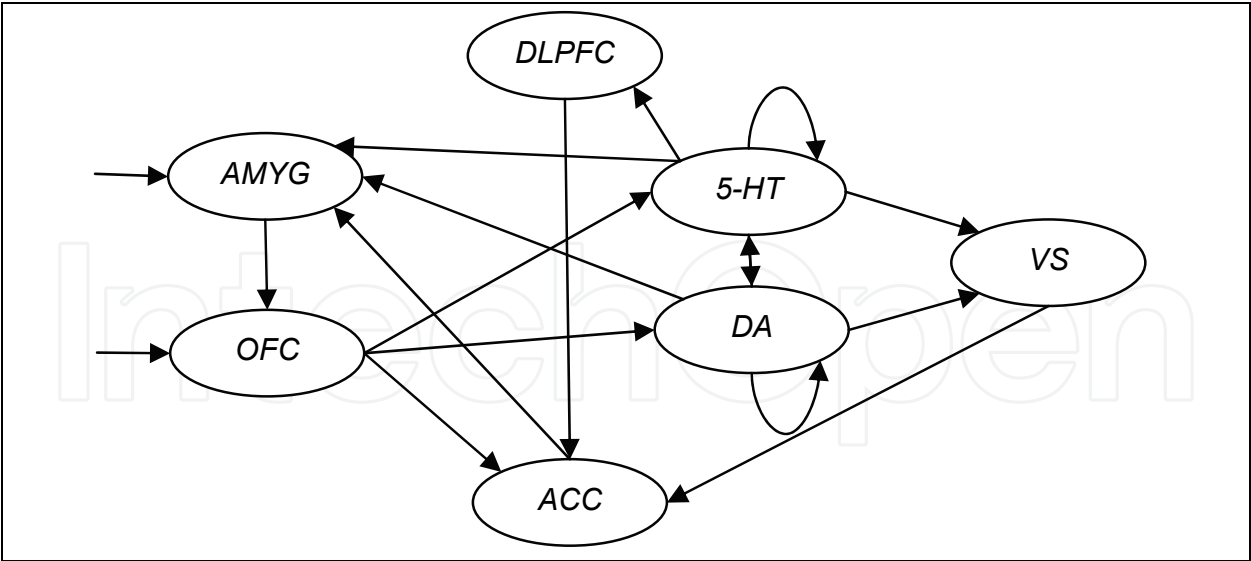 DLPFC
AMYG
5-HT
VS
DA
OFC
ACC
IntechOpen